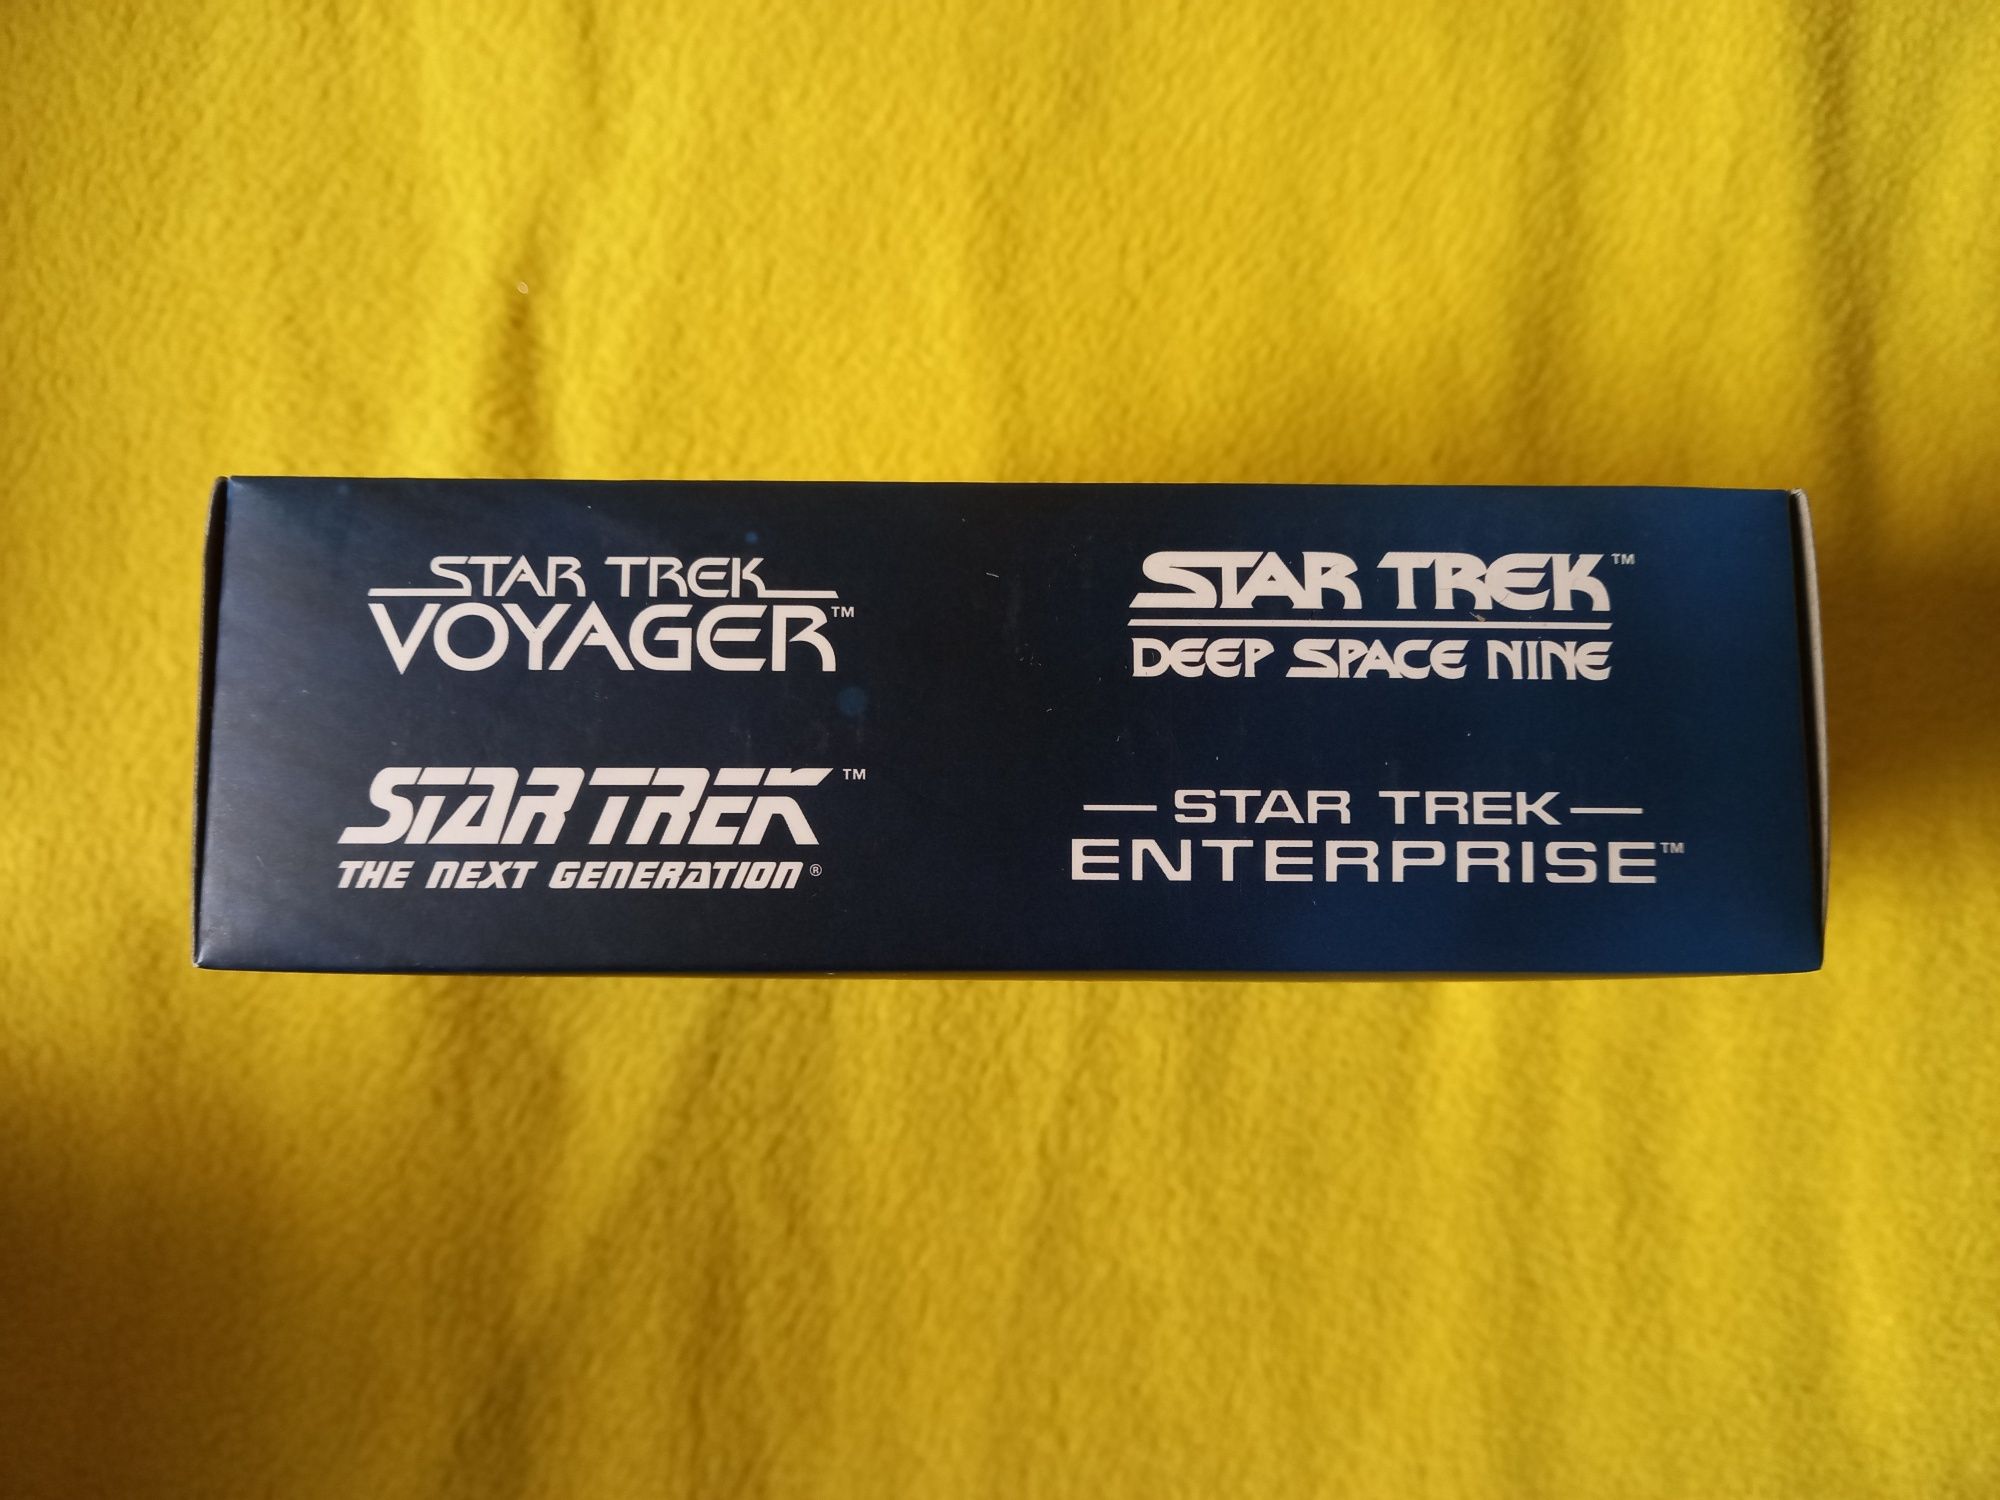 STAR TREK
VOYAGER™
STAR TREK™
DEEP SPACE NINE
STAR TREK™
THE NEXT GENERATION®
STAR TREK
ENTERPRISE™